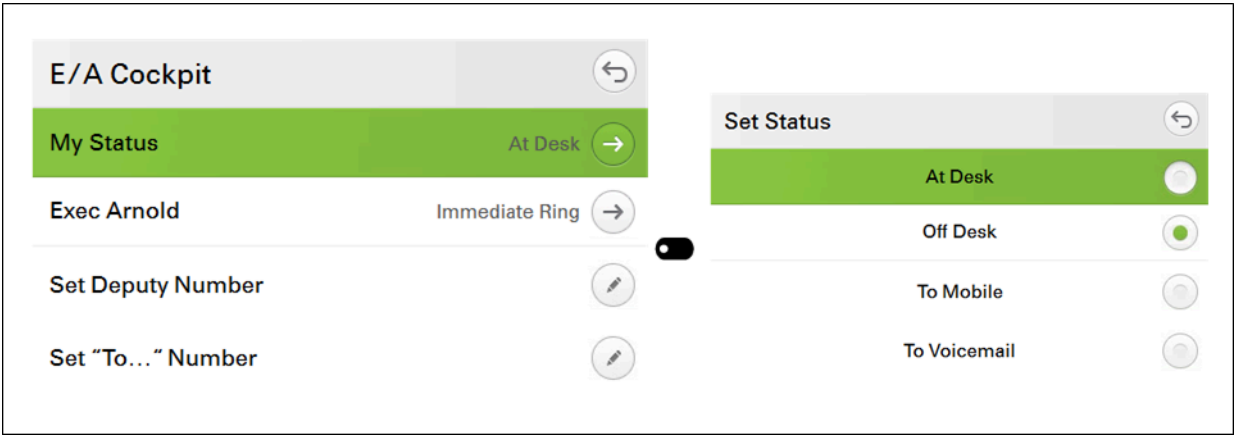 E/A Cockpit
My Status At Desk
Exec Arnold Immediate Ring
Set Deputy Number
Set “To…“ Number
Set Status
At Desk
Off Desk
To Mobile
To Voicemail